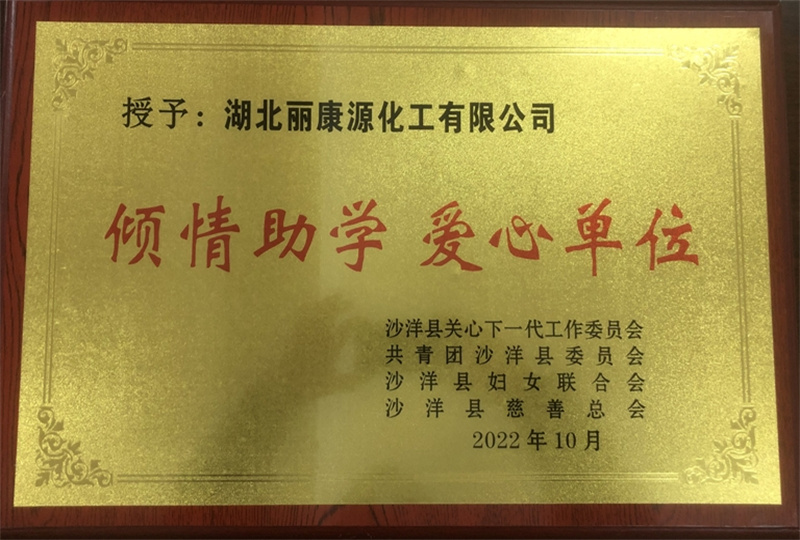 授予：湖北丽康源化工有限公司
倾情助学 爱心单位
沙洋县关心下一代工作委员会
共青团沙洋县委员会
沙洋县妇女联合会
沙洋县慈善总会
2022年10月